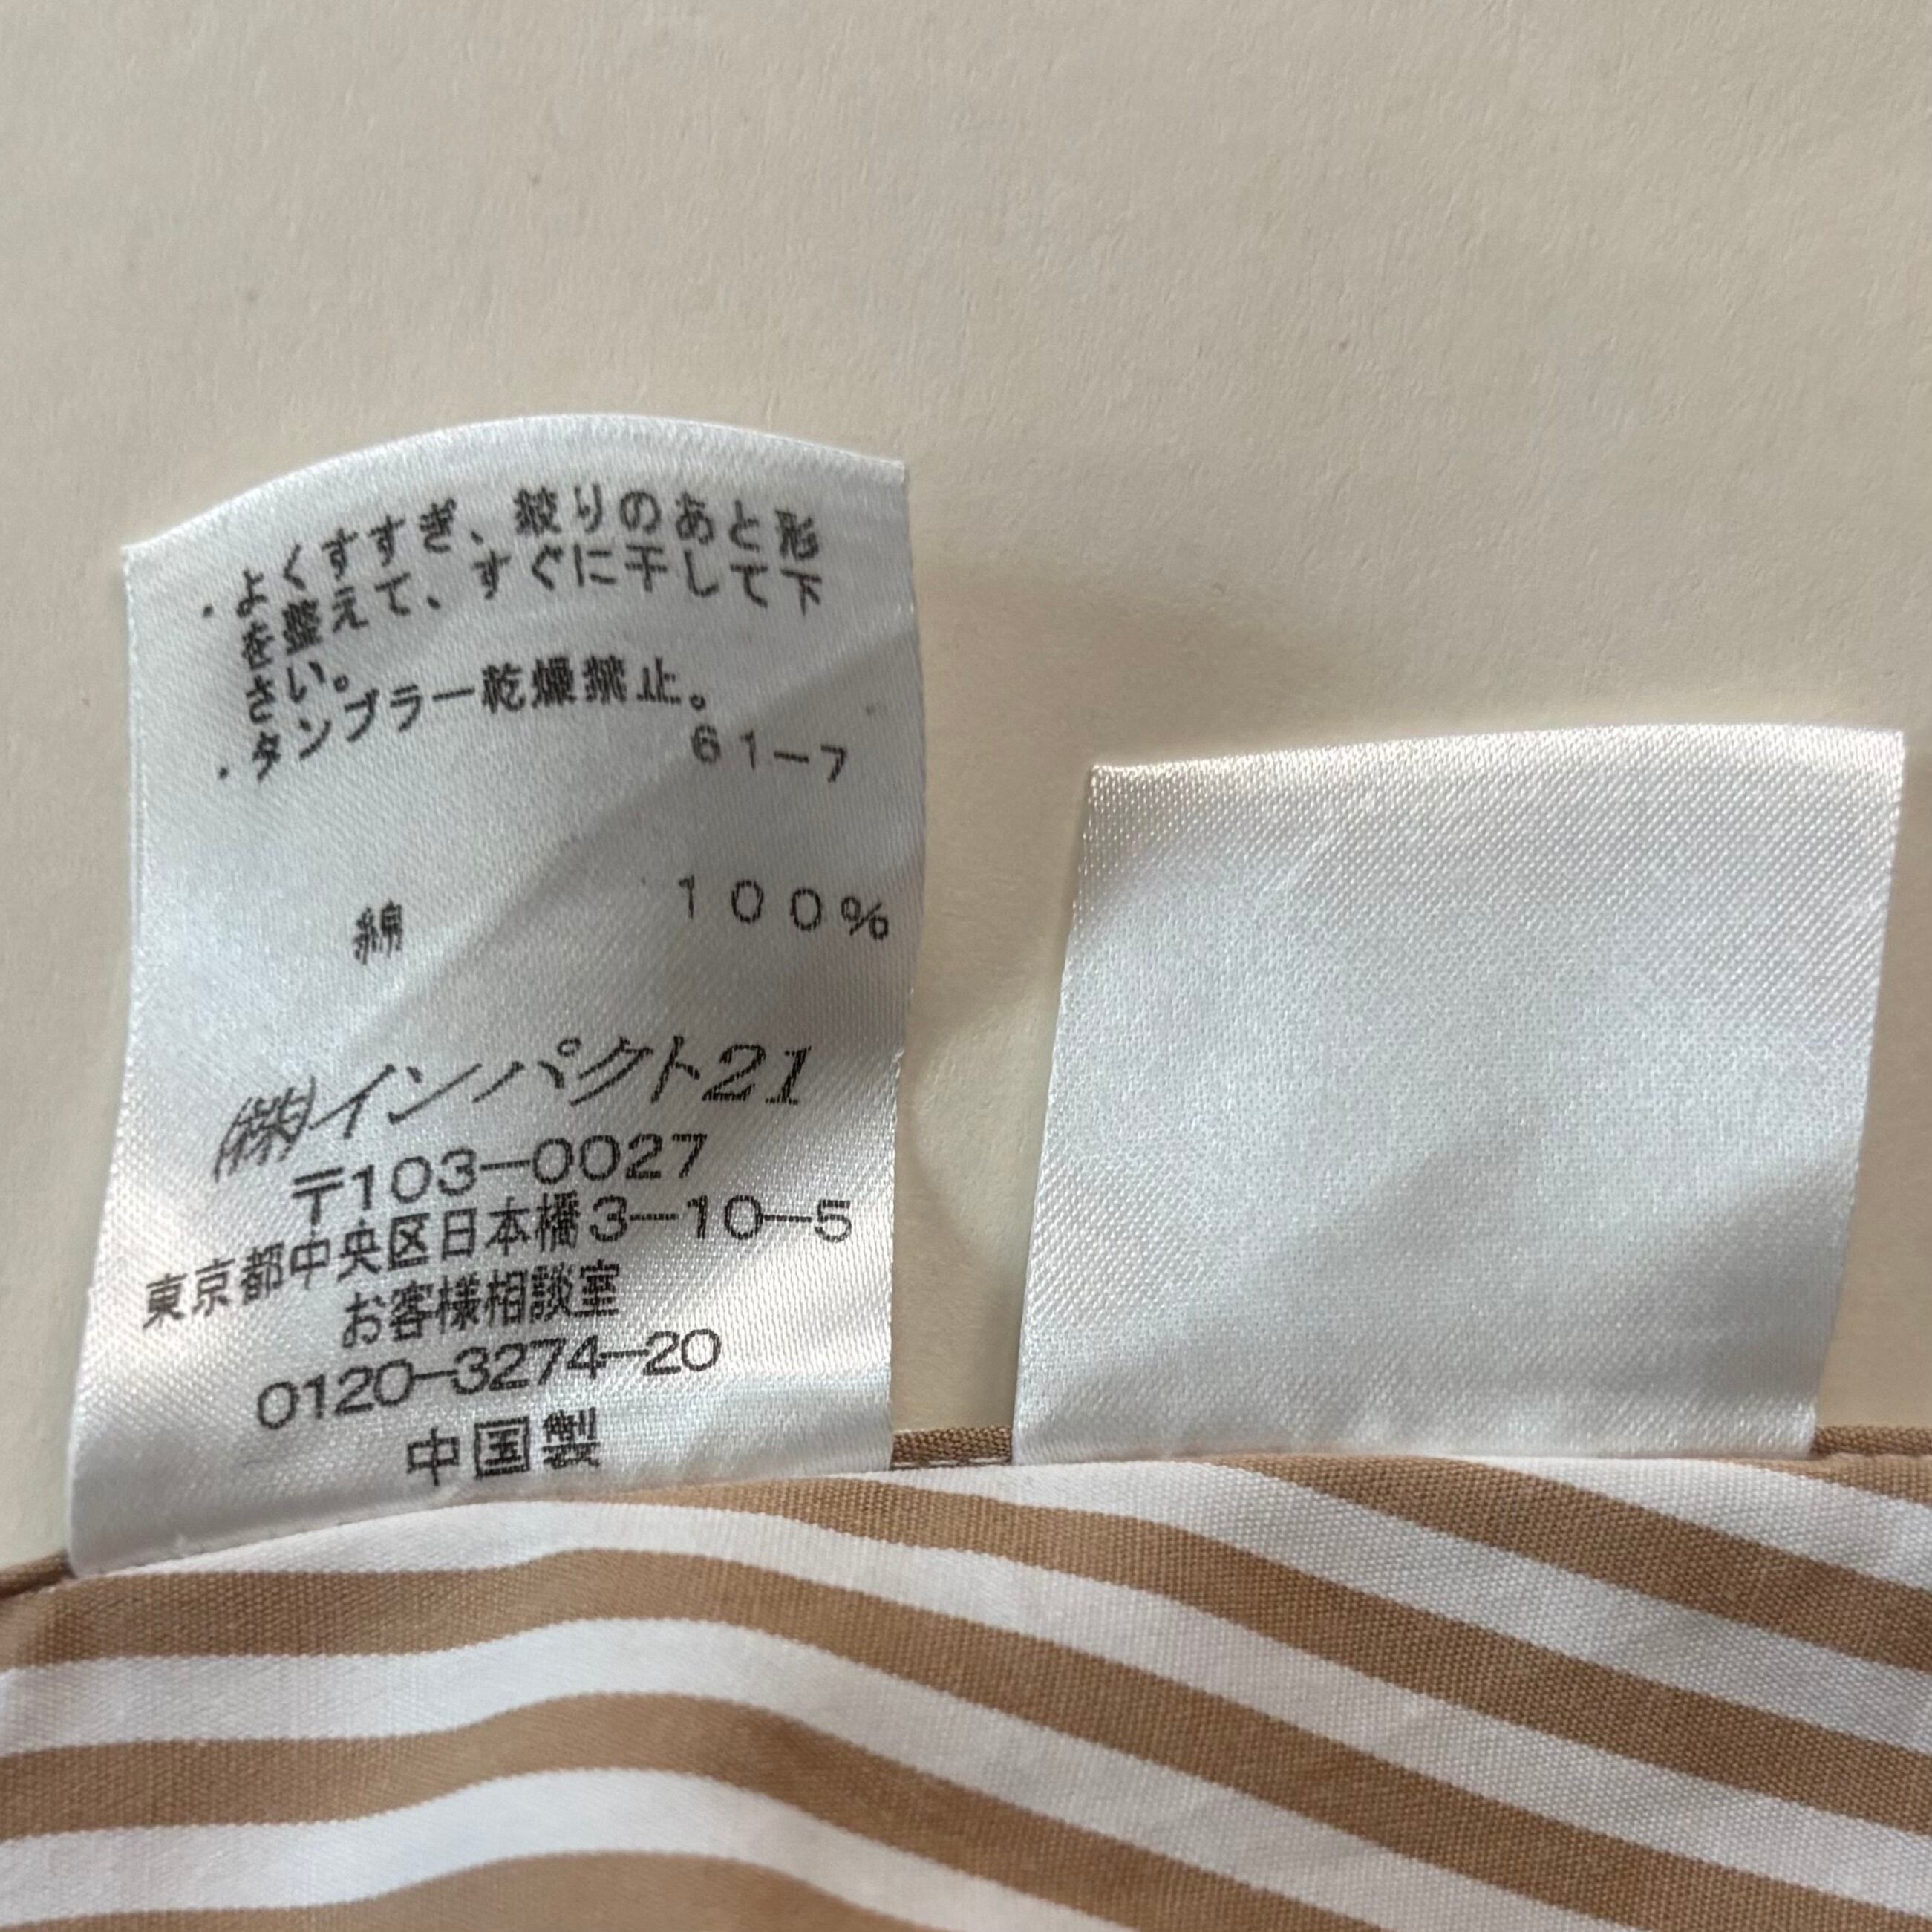 ・よくすすぎ、絞りのあと形
を整えて、すぐに干して下
さい。
・タンブラー乾燥禁止。
61－7
綿 100%
㈱インパクト21
〒103-0027
東京都中央区日本橋3-10-5
お客様相談室
0120-3274-20
中国製